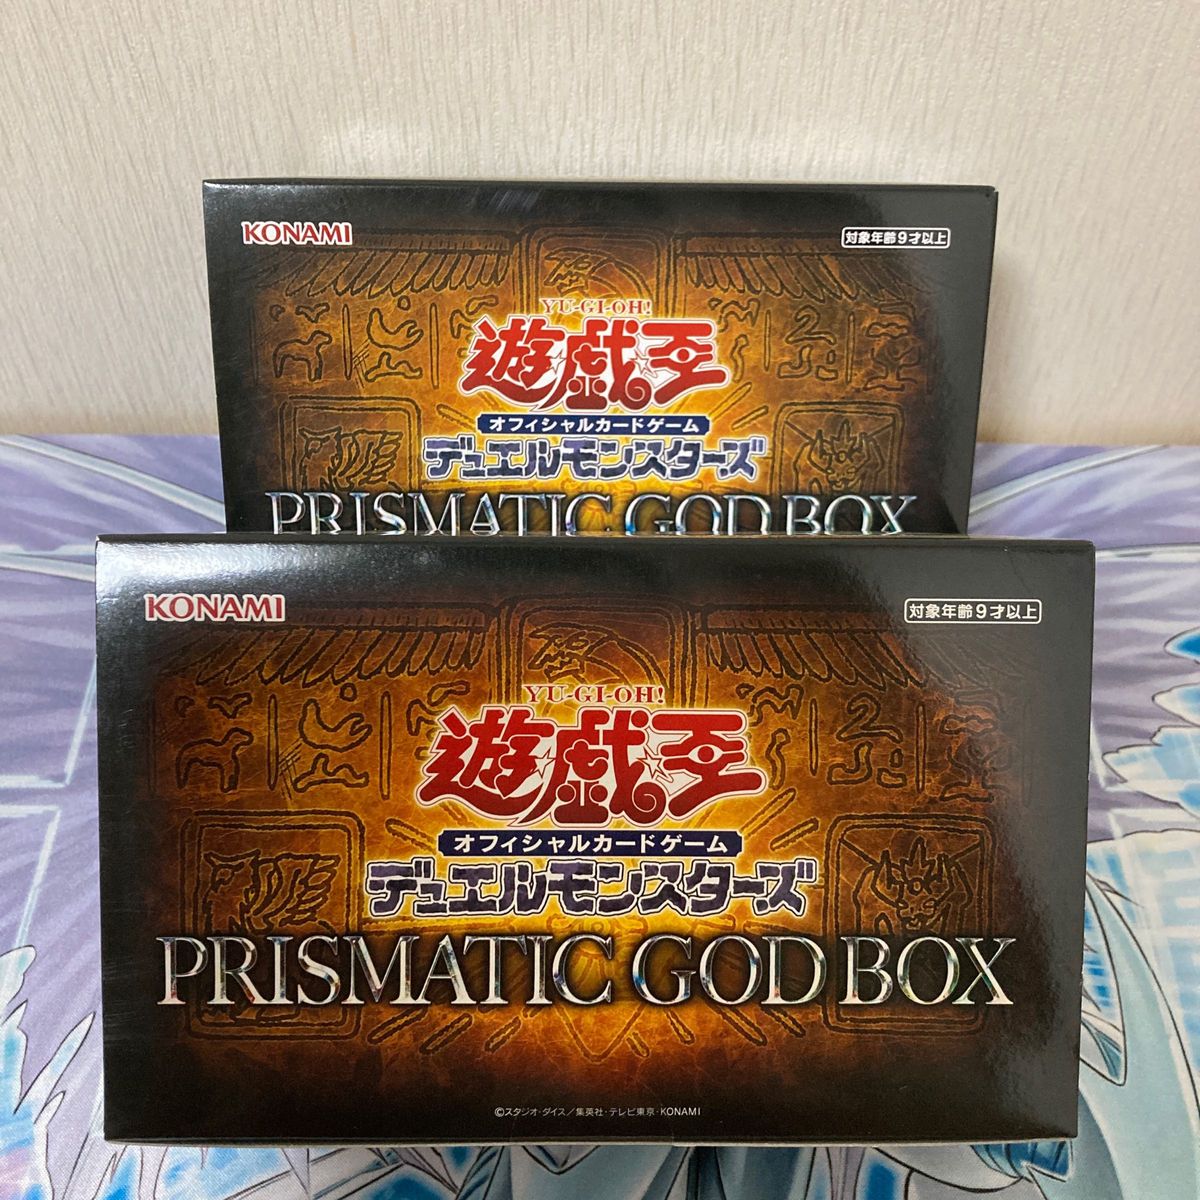 KONAMI
対象年齢9才以上
YU-GI-OH!
遊☆戯☆王
オフィシャルカードゲーム
デュエルモンスターズ
PRISMATIC GOD BOX
KONAMI
対象年齢9才以上
YU-GI-OH!
遊☆戯☆王
オフィシャルカードゲーム
デュエルモンスターズ
PRISMATIC GOD BOX
©スタジオ・ダイス/集英社・テレビ東京・KONAMI